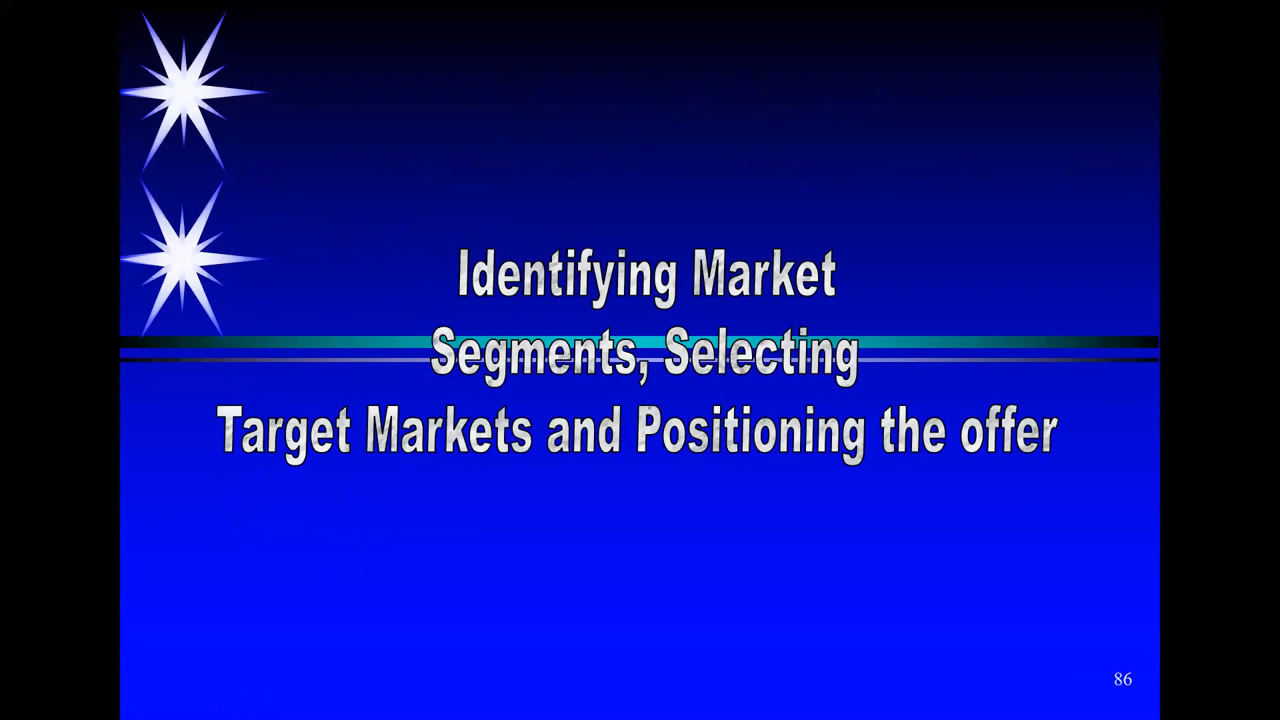 Identifying Market
Segments, Selecting
Target Markets and Positioning the offer
86